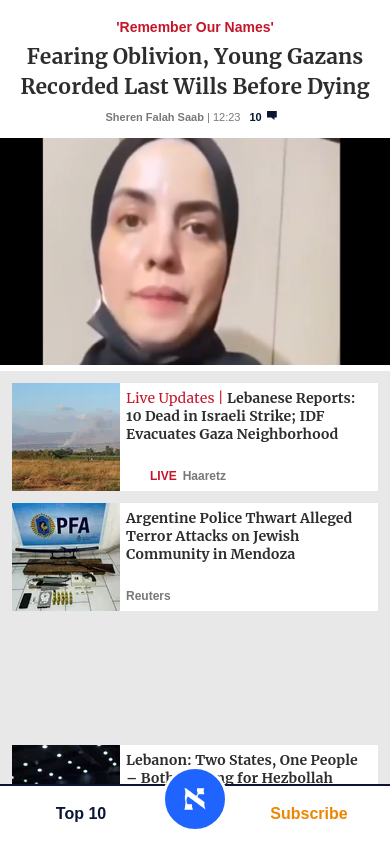 'Remember Our Names'
Fearing Oblivion, Young Gazans
Recorded Last Wills Before Dying
Sheren Falah Saab | 12:23 10
Live Updates | Lebanese Reports:
10 Dead in Israeli Strike; IDF
Evacuates Gaza Neighborhood
LIVE Haaretz
PFA
Argentine Police Thwart Alleged
Terror Attacks on Jewish
Community in Mendoza
Reuters
Lebanon: Two States, One People
– for Hezbollah
Top 10
Subscribe